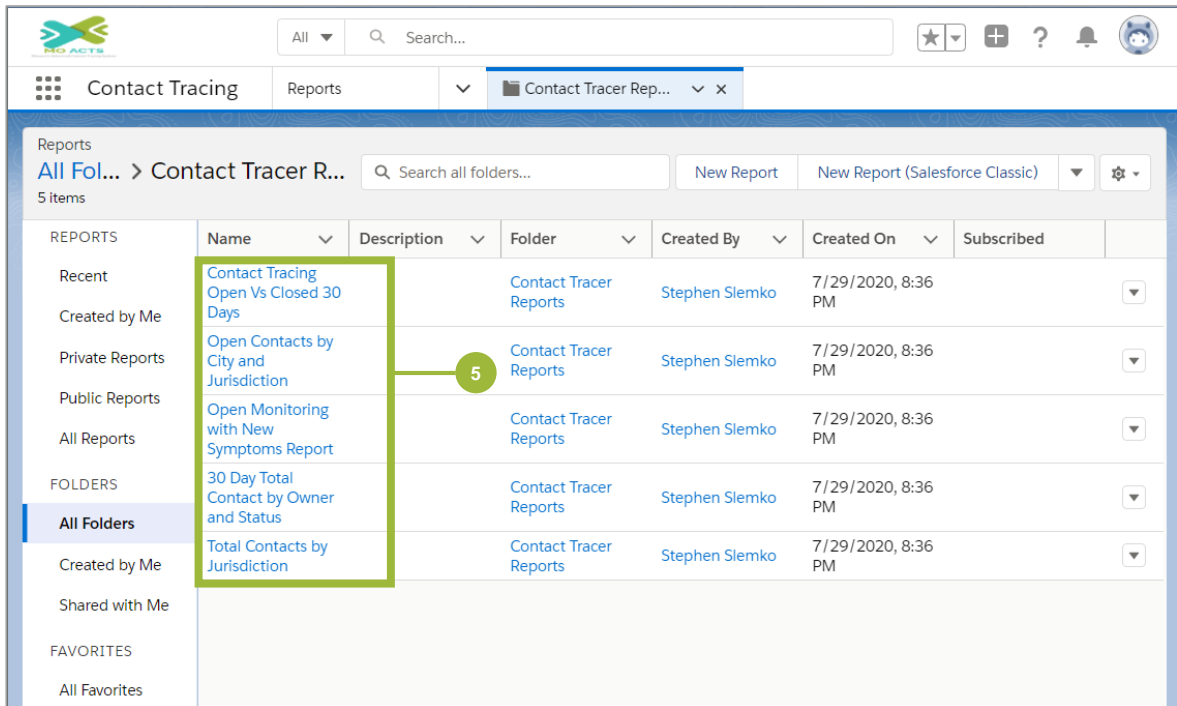 MO ACTS
All
Search...
Contact Tracing
Reports
Contact Tracer Rep...
Reports
All Fol... > Contact Tracer R...
5 items
Search all folders...
New Report
New Report (Salesforce Classic)
REPORTS
Recent
Created by Me
Private Reports
Public Reports
All Reports
FOLDERS
All Folders
Created by Me
Shared with Me
FAVORITES
All Favorites
Name Description Folder Created By Created On Subscribed
Contact Tracing
Open Vs Closed 30
Days
Contact Tracer
Reports
Stephen Slemko
7/29/2020, 8:36
PM
Open Contacts by
City and
Jurisdiction
Contact Tracer
Reports
Stephen Slemko
7/29/2020, 8:36
PM
5
Open Monitoring
with New
Symptoms Report
Contact Tracer
Reports
Stephen Slemko
7/29/2020, 8:36
PM
30 Day Total
Contact by Owner
and Status
Contact Tracer
Reports
Stephen Slemko
7/29/2020, 8:36
PM
Total Contacts by
Jurisdiction
Contact Tracer
Reports
Stephen Slemko
7/29/2020, 8:36
PM